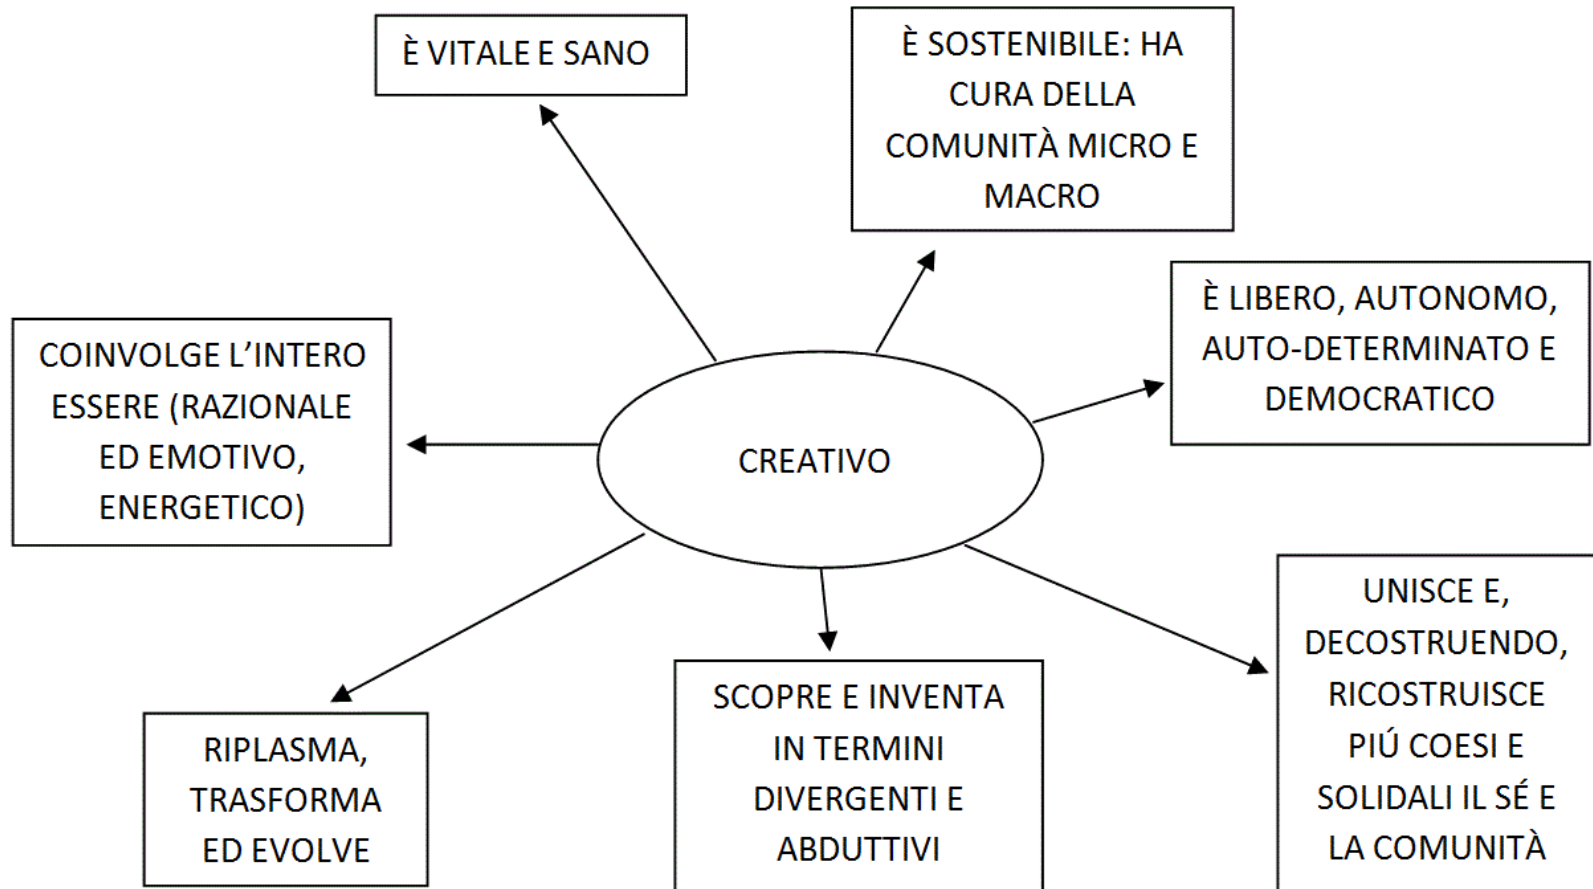 È VITALE E SANO
È SOSTENIBILE: HA
CURA DELLA
COMUNITÀ MICRO E
MACRO
È LIBERO, AUTONOMO,
AUTO-DETERMINATO E
DEMOCRATICO
COINVOLGE L’INTERO
ESSERE (RAZIONALE
ED EMOTIVO,
ENERGETICO)
CREATIVO
UNISCE E,
DECOSTRUENDO,
RICOSTRUISCE
PIÚ COESI E
SOLIDALI IL SÉ E
LA COMUNITÀ
SCOPRE E INVENTA
IN TERMINI
DIVERGENTI E
ABDUTTIVI
RIPLASMA,
TRASFORMA
ED EVOLVE